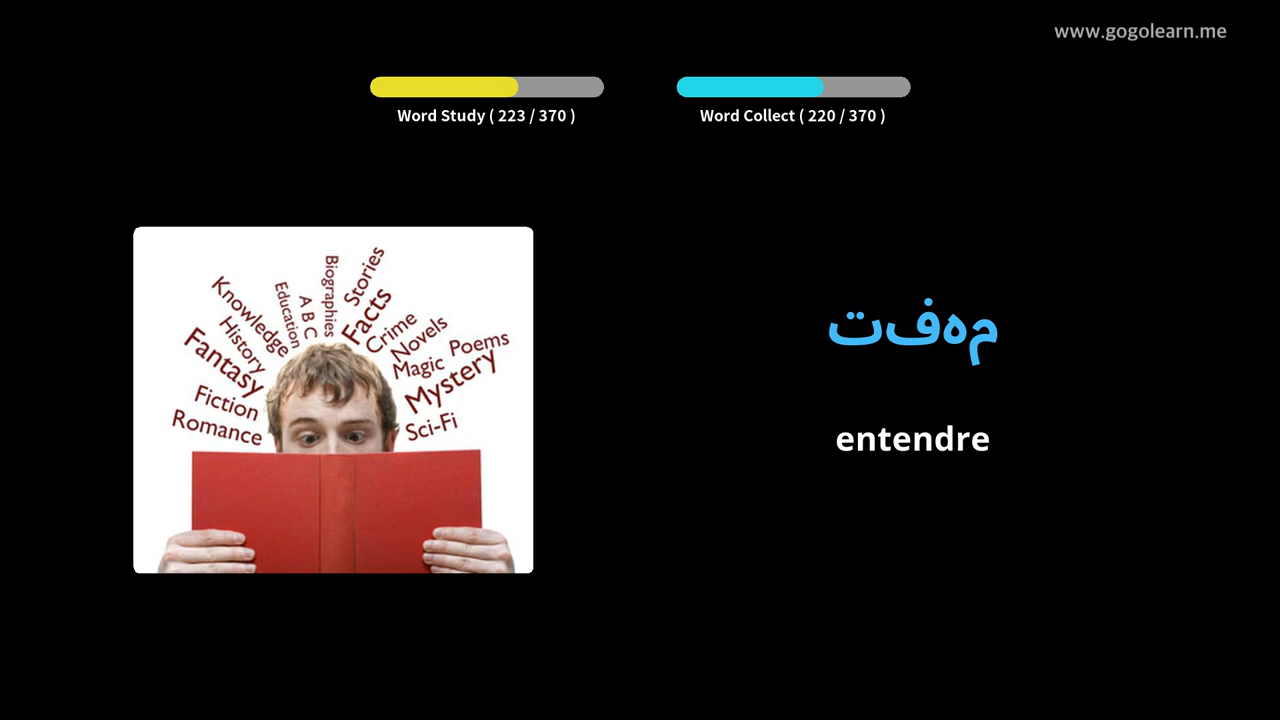 www.gogolearn.me
Word Study ( 223 / 370 )
Word Collect ( 220 / 370 )
Biographies
Stories
Education
A B C
Facts
Knowledge
Crime
History
Novels
Poems
Fantasy
Magic
Mystery
Fiction
Romance
Sci-Fi
مهفت
entendre